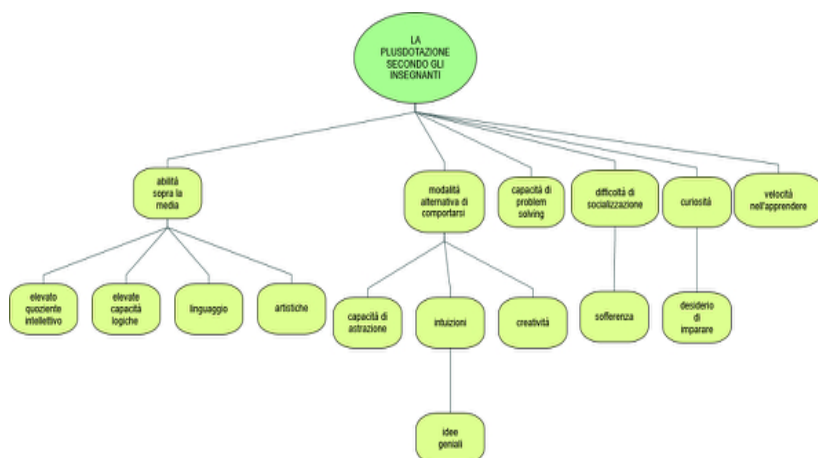 LA
PLUSDOTAZIONE
SECONDO GLI
INSEGNANTI
abilità
sopra la
media
modalità
alternativa di
comportarsi
capacità di
problem
solving
difficoltà di
socializzazione
curiosità
velocità
nell'apprendere
elevato
quoziente
intellettivo
elevate
capacità
logiche
linguaggio
artistiche
capacità di
astrazione
intuizioni
creatività
sofferenza
desiderio
di
imparare
idee
geniali